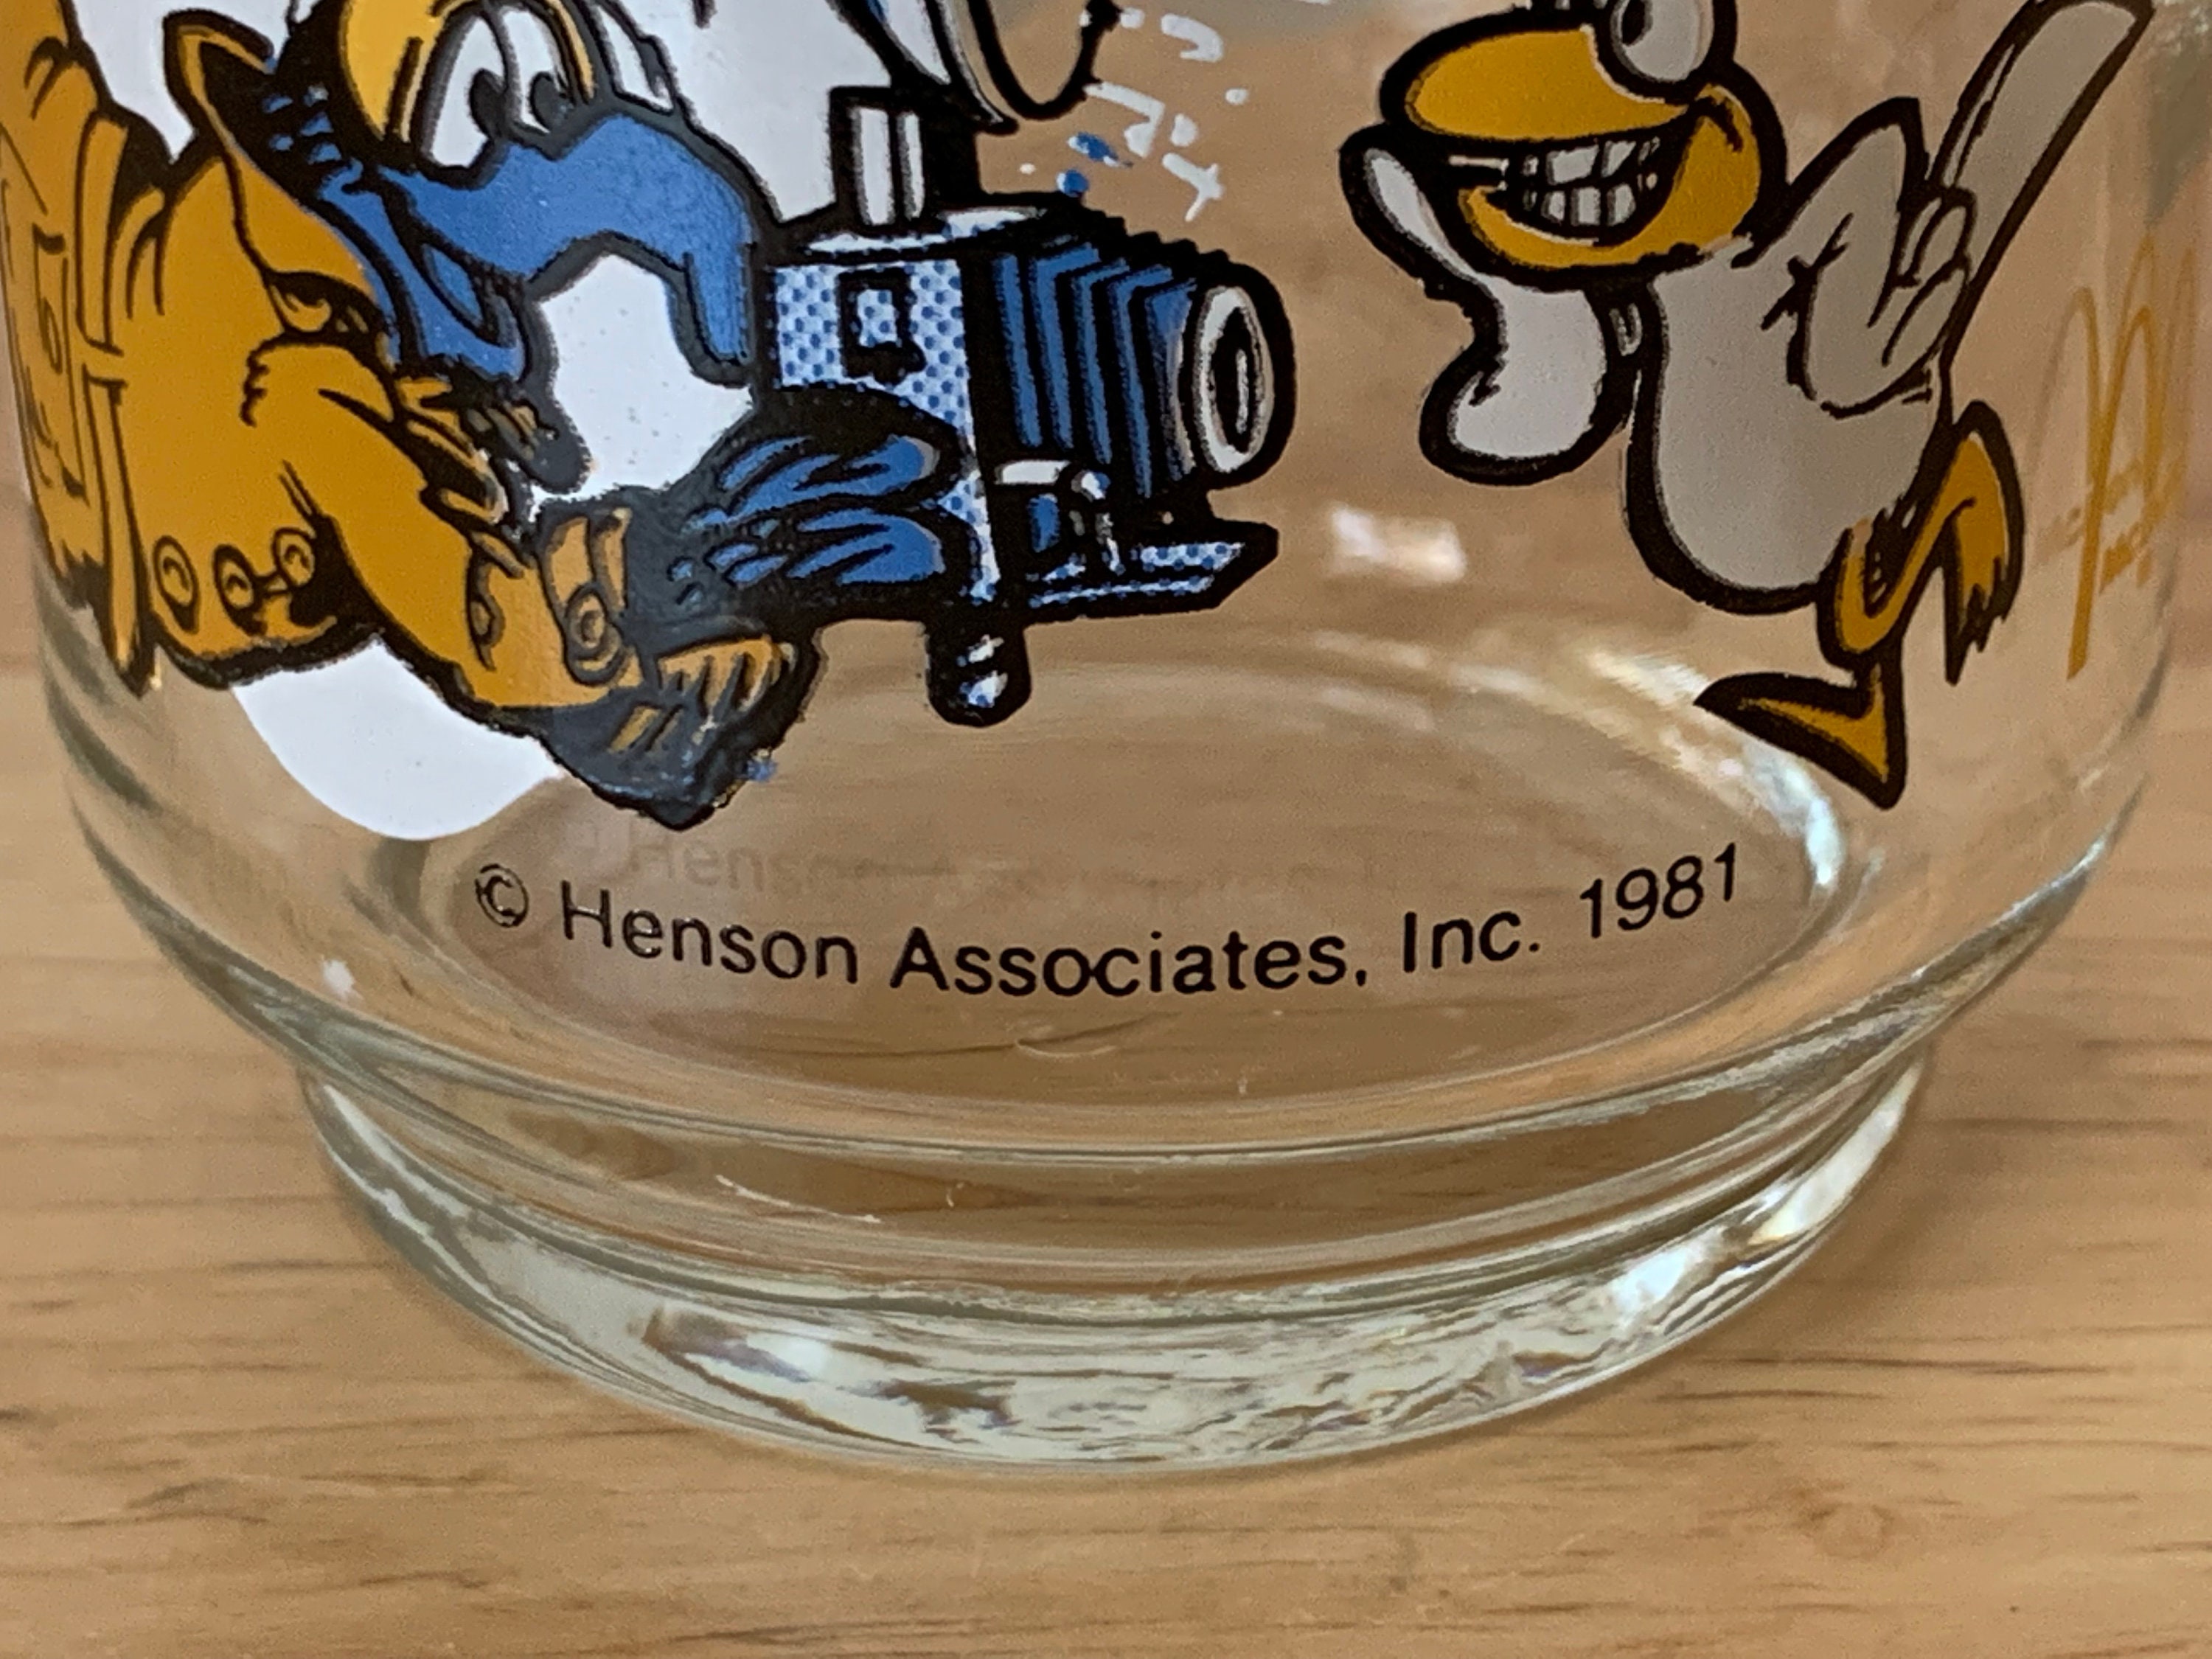 © Henson Associates, Inc. 1981